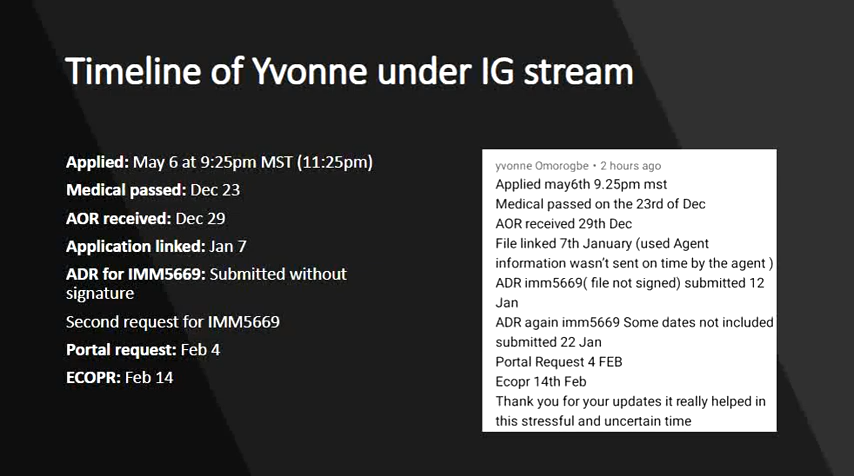 Timeline of Yvonne under IG stream
Applied: May 6 at 9:25pm MST (11:25pm)
Medical passed: Dec 23
AOR received: Dec 29
Application linked: Jan 7
ADR for IMM5669: Submitted without
signature
Second request for IMM5669
Portal request: Feb 4
ECOPR: Feb 14
yvonne Omorogbe • 2 hours ago
Applied may6th 9.25pm mst
Medical passed on the 23rd of Dec
AOR received 29th Dec
File linked 7th January (used Agent
information wasn't sent on time by the agent )
ADR imm5669( file not signed) submitted 12
Jan
ADR again imm5669 Some dates not included
submitted 22 Jan
Portal Request 4 FEB
Ecopr 14th Feb
Thank you for your updates it really helped in
this stressful and uncertain time